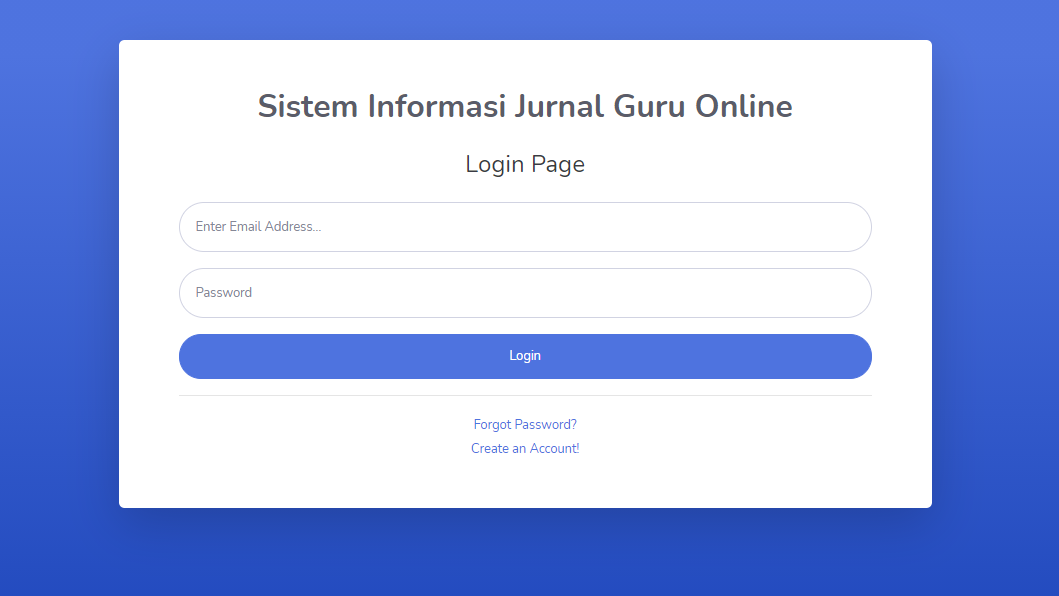 Sistem Informasi Jurnal Guru Online
Login Page
Enter Email Address...
Password
Login
Forgot Password?
Create an Account!